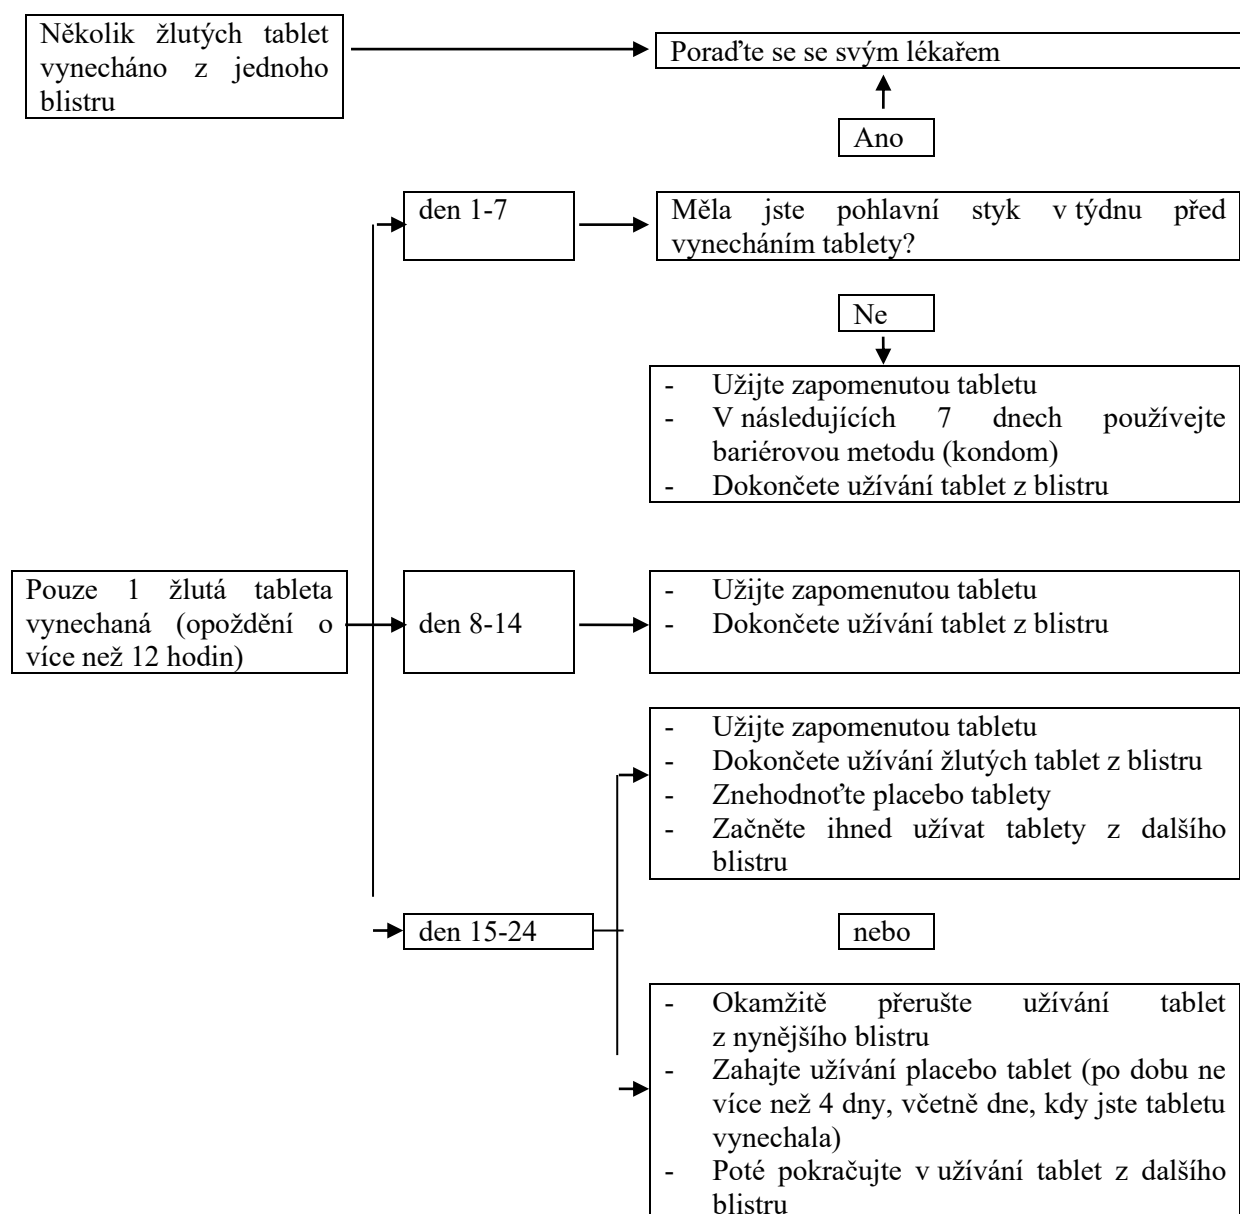 Několik žlutých tablet
vynecháno z jednoho
blistru
Poraďte se se svým lékařem
Ano
den 1-7
Měla jste pohlavní styk v týdnu před
vynecháním tablety?
Ne
- Užijte zapomenutou tabletu
- V následujících 7 dnech používejte
bariérovou metodu (kondom)
- Dokončete užívání tablet z blistru
Pouze 1 žlutá tableta
vynechaná (opoždění o
více než 12 hodin)
den 8-14
- Užijte zapomenutou tabletu
- Dokončete užívání tablet z blistru
- Užijte zapomenutou tabletu
- Dokončete užívání žlutých tablet z blistru
- Znehodnoťte placebo tablety
- Začněte ihned užívat tablety z dalšího
blistru
den 15-24
nebo
- Okamžitě přerušte užívání tablet
z nynějšího blistru
- Zahajte užívání placebo tablet (po dobu ne
více než 4 dny, včetně dne, kdy jste tabletu
vynechala)
- Poté pokračujte v užívání tablet z dalšího
blistru